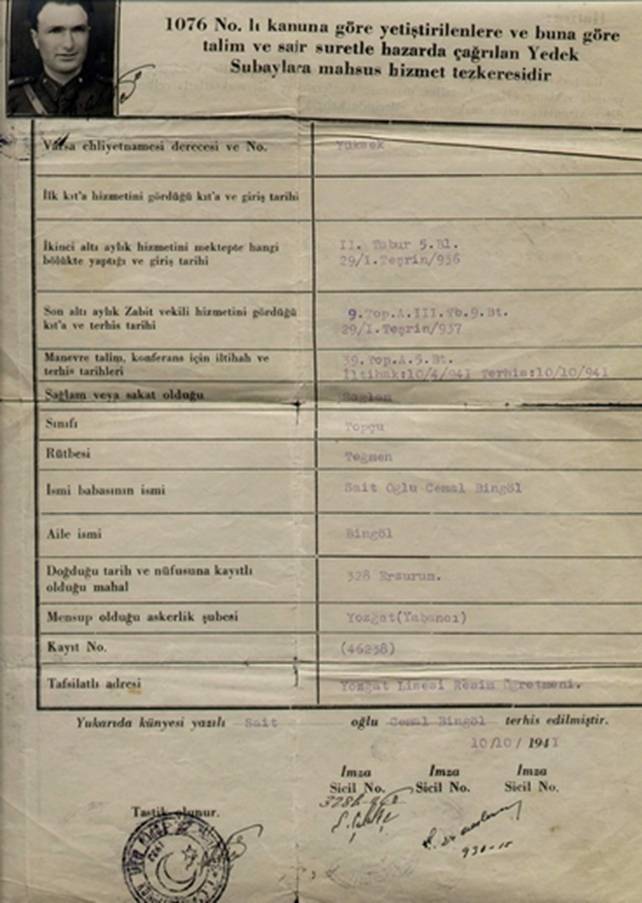 1076 No. lı kanuna göre yetiştirilenlere ve buna göre
talim ve sair suretle hazarda çağrılan Yedek
Subaylara mahsus hizmet tezkeresidir
Varsa ehliyetnamesi derecesi ve No. Yüksek
İlk kıt'a hizmetini gördüğü kıt'a ve giriş tarihi
İkinci altı aylık hizmetini mektepte hangi
bölükte yaptığı ve giriş tarihi
II. Tabur 5.Bl.
29/I.Teşrin/936
Son altı aylık Zabit vekili hizmetini gördüğü
kıt'a ve terhis tarihi
9.Top.A.III.Tb.9.Bt.
29/I.Teşrin/937
Manevre talim, konferans için iltihah ve
terhis tarihleri
39.Top.A.5.Bt.
İltihak:10/4/941 Terhis:10/10/941
Sağlam veya sakat olduğu Sağlam
Sınıfı Topçu
Rütbesi Teğmen
İsmi babasının ismi Sait Oğlu Cemal Bingöl
Aile ismi Bingöl
Doğduğu tarih ve nüfusuna kayıtlı
olduğu mahal
328 Erzurum.
Mensup olduğu askerlik şubesi Yozgat(Yabancı)
Kayıt No. (46238)
Tafsilatlı adresi Yozgat Lisesi Resim Öğretmeni.
Yukarıda künyesi yazılı Sait oğlu Cemal Bingöl terhis edilmiştir.
10/10/ 1941
İmza İmza İmza
Sicil No. Sicil No. Sicil No.
Tastik olunur.